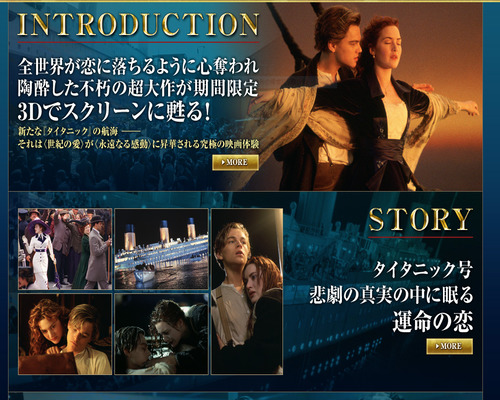 INTRODUCTION
全世界が恋に落ちるように心奪われ
陶酔した不朽の超大作が期間限定
3Dでスクリーンに甦る!
新たな『タイタニック』の航海 ──
それは〈世紀の愛〉が〈永遠なる感動〉に昇華される究極の映画体験
▶MORE
STORY
タイタニック号
悲劇の真実の中に眠る
運命の恋
▶MORE